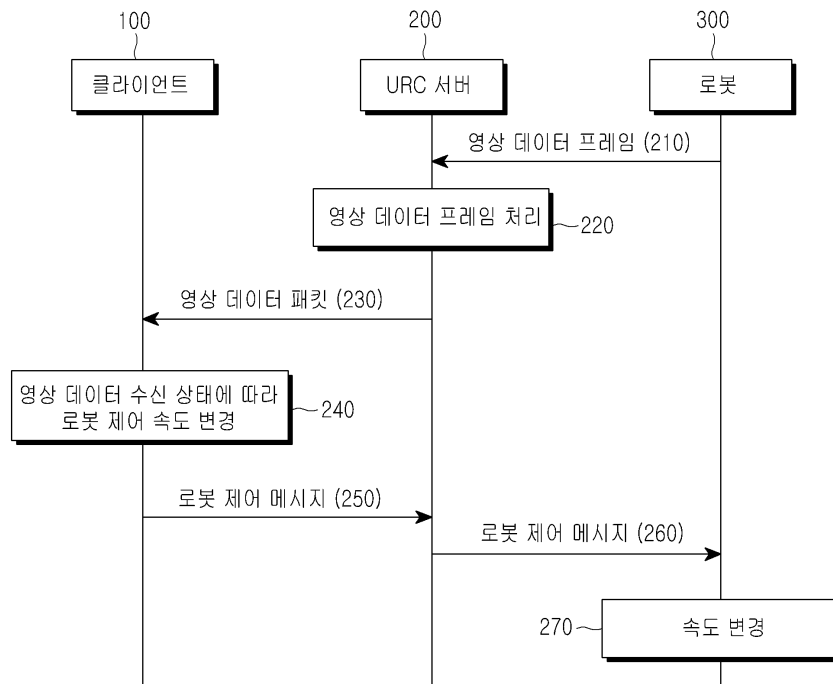 100
200
300
클라이언트
URC 서버
로봇
영상 데이터 프레임 (210)
영상 데이터 프레임 처리
220
영상 데이터 패킷 (230)
영상 데이터 수신 상태에 따라
로봇 제어 속도 변경
240
로봇 제어 메시지 (250)
로봇 제어 메시지 (260)
270
속도 변경